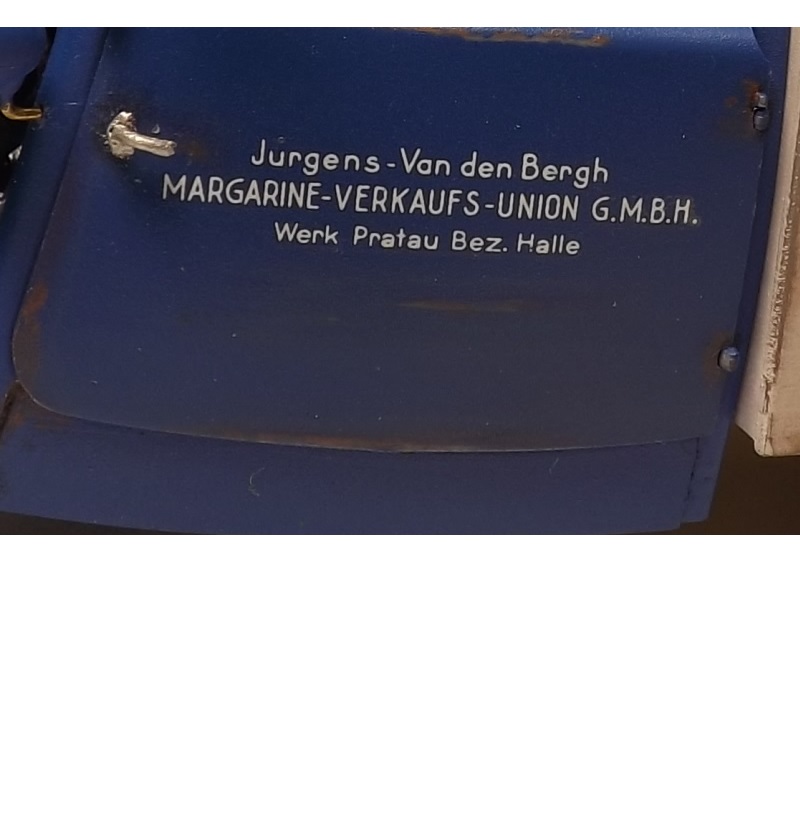 Jurgens-Van den Bergh
MARGARINE-VERKAUFS-UNION G.M.B.H.
Werk Pratau Bez. Halle